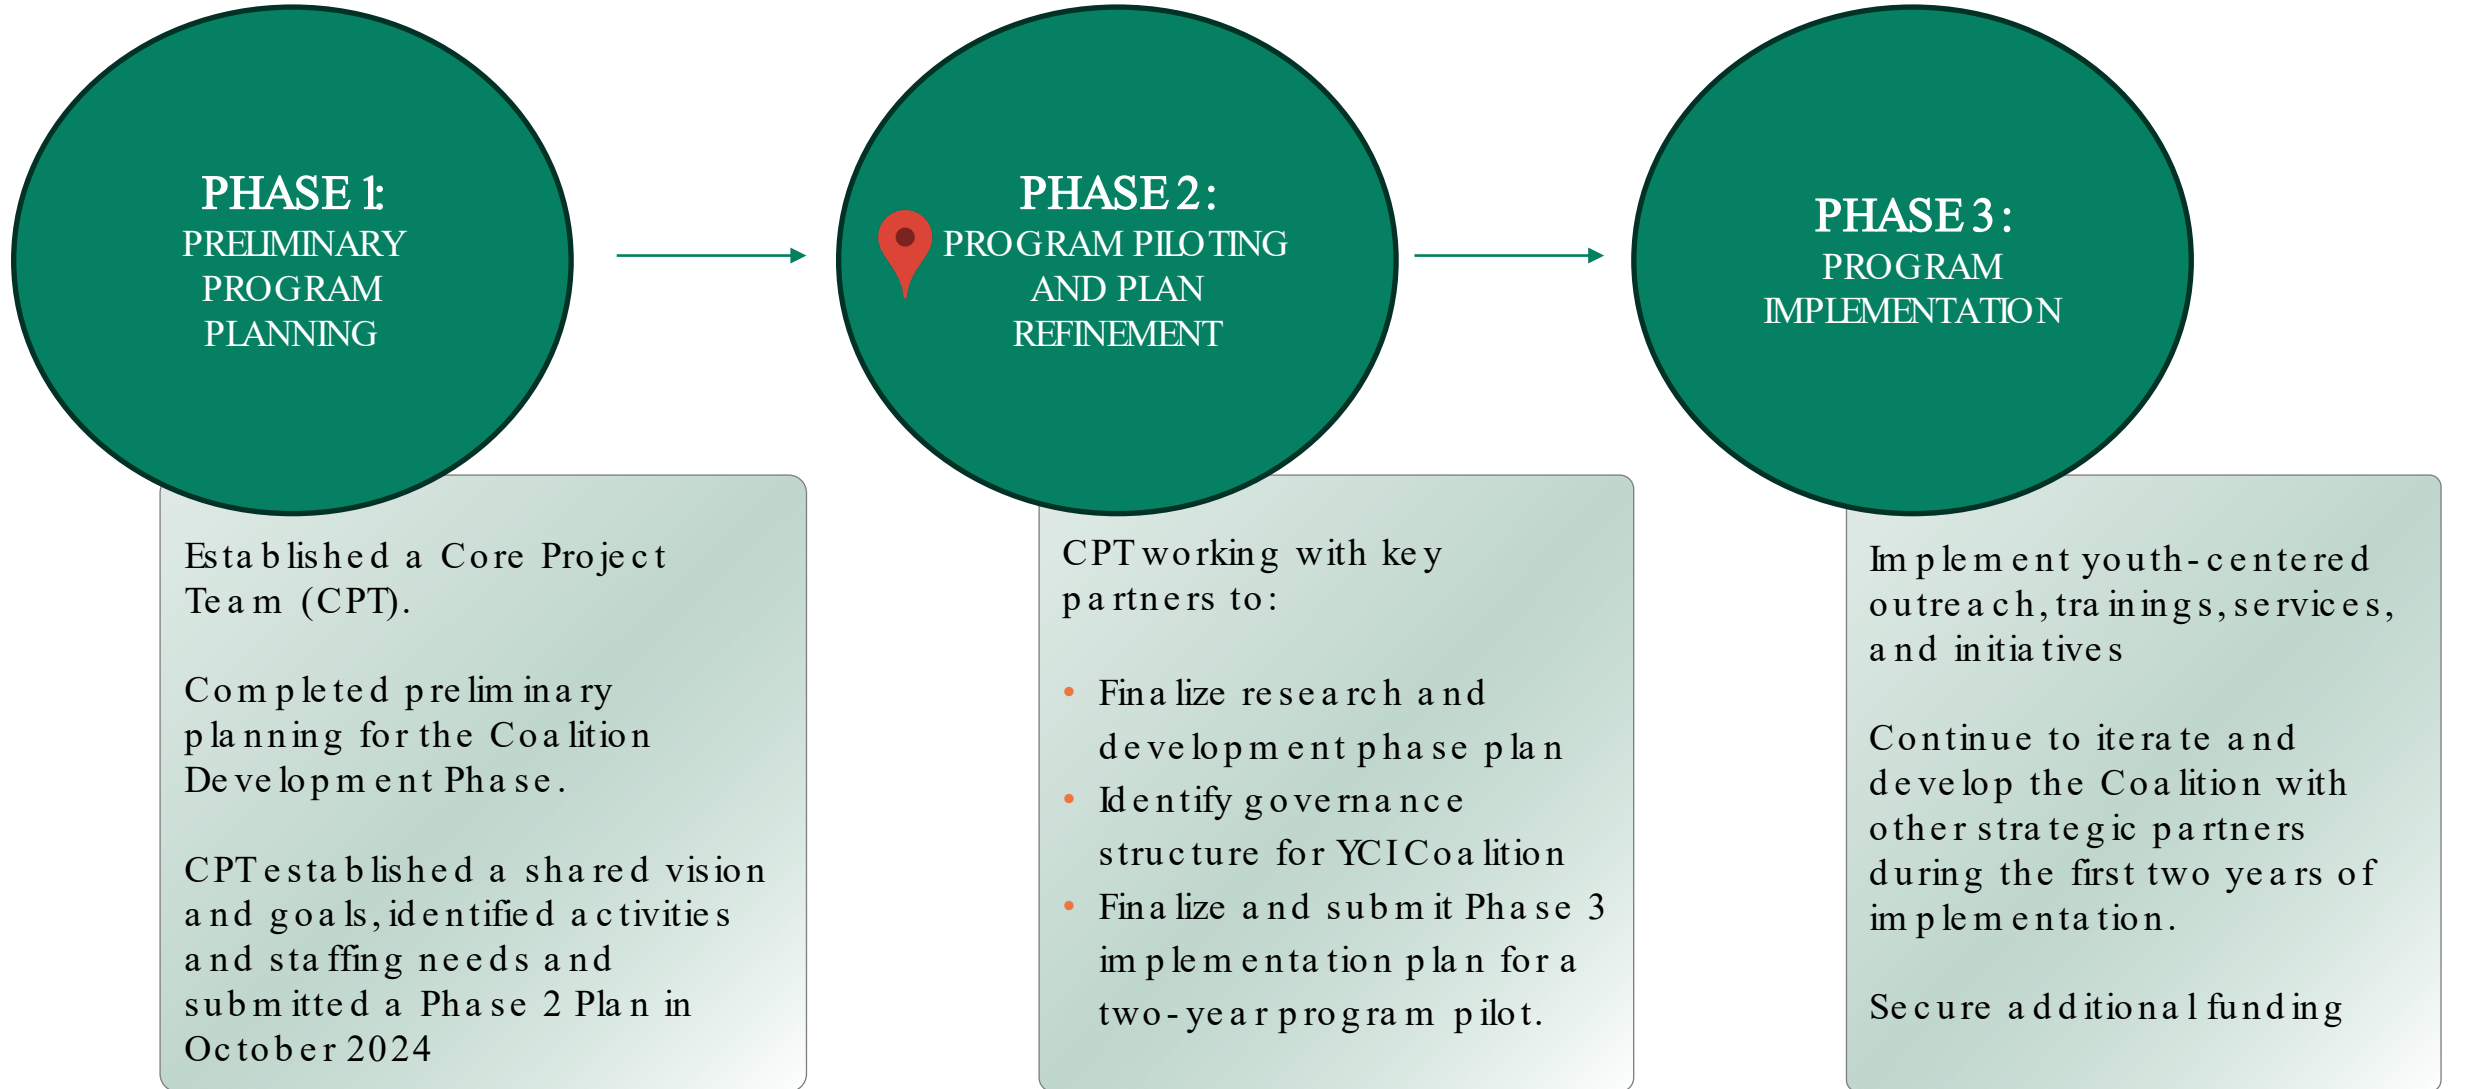 PHASE 1:
PRELIMINARY
PROGRAM
PLANNING
PHASE 2:
PROGRAM PILOTING
AND PLAN
REFINEMENT
PHASE 3:
PROGRAM
IMPLEMENTATION
Established a Core Project
Team (CPT).
Completed preliminary
planning for the Coalition
Development Phase.
CPT established a shared vision
and goals, identified activities
and staffing needs and
submitted a Phase 2 Plan in
October 2024
CPT working with key
partners to:
• Finalize research and
development phase plan
• Identify governance
structure for YCI Coalition
• Finalize and submit Phase 3
implementation plan for a
two-year program pilot.
Implement youth-centered
outreach, trainings, services,
and initiatives
Continue to iterate and
develop the Coalition with
other strategic partners
during the first two years of
implementation.
Secure additional funding